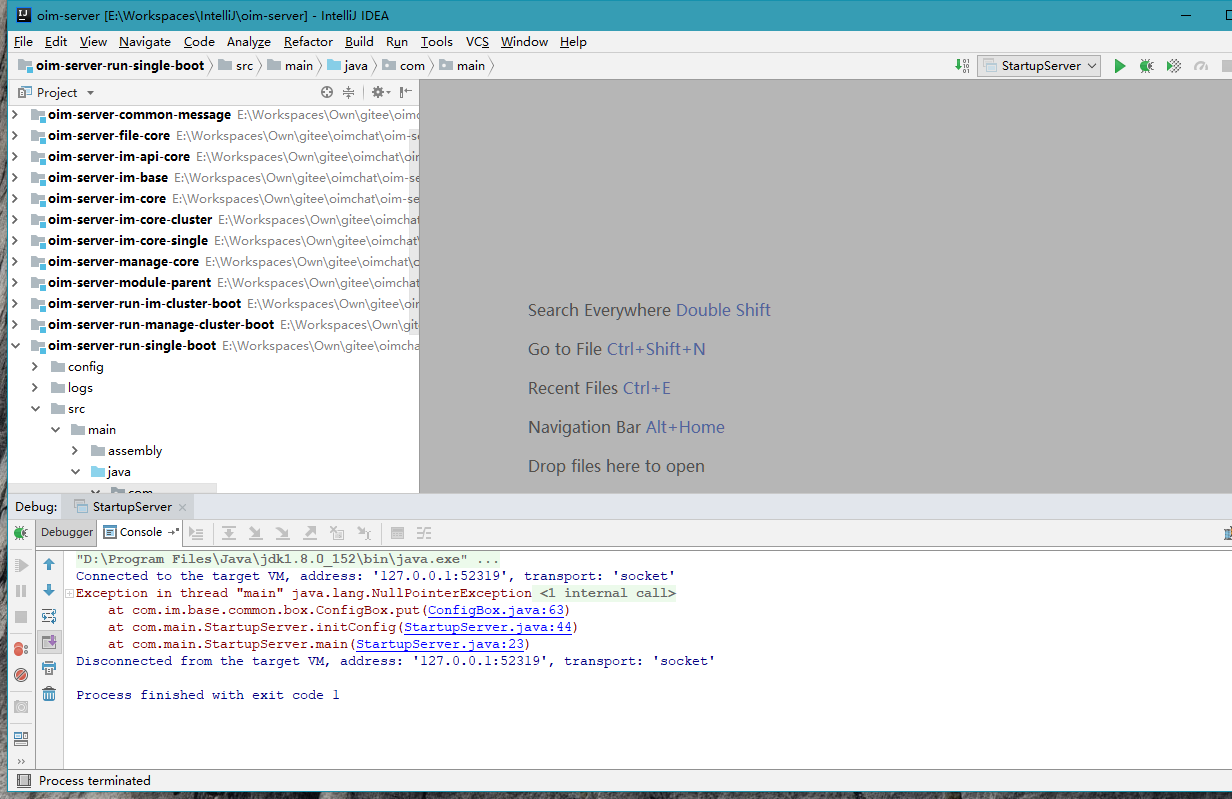 oim-server [E:\Workspaces\IntelliJ\oim-server] - IntelliJ IDEA
File Edit View Navigate Code Analyze Refactor Build Run Tools VCS Window Help
oim-server-run-single-boot src main java com main StartupServer
Project
oim-server-common-message E:\Workspaces\Own\gitee\oimc
oim-server-file-core E:\Workspaces\Own\gitee\oimchat\oim-se
oim-server-im-api-core E:\Workspaces\Own\gitee\oimchat\oim
oim-server-im-base E:\Workspaces\Own\gitee\oimchat\oim-se
oim-server-im-core E:\Workspaces\Own\gitee\oimchat\oim-se
oim-server-im-core-cluster E:\Workspaces\Own\gitee\oimchat
oim-server-im-core-single E:\Workspaces\Own\gitee\oimchat\
oim-server-manage-core E:\Workspaces\Own\gitee\oimchat\o
oim-server-module-parent E:\Workspaces\Own\gitee\oimchat
oim-server-run-im-cluster-boot E:\Workspaces\Own\gitee\oim
oim-server-run-manage-cluster-boot E:\Workspaces\Own\git
oim-server-run-single-boot E:\Workspaces\Own\gitee\oimcha
config
logs
src
main
assembly
java
com
Search Everywhere Double Shift
Go to File Ctrl+Shift+N
Recent Files Ctrl+E
Navigation Bar Alt+Home
Drop files here to open
Debug: StartupServer
Debugger Console
"D:\Program Files\Java\jdk1.8.0_152\bin\java.exe" ...
Connected to the target VM, address: '127.0.0.1:52319', transport: 'socket'
Exception in thread "main" java.lang.NullPointerException <1 internal call>
at com.im.base.common.box.ConfigBox.put(ConfigBox.java:63)
at com.main.StartupServer.initConfig(StartupServer.java:44)
at com.main.StartupServer.main(StartupServer.java:23)
Disconnected from the target VM, address: '127.0.0.1:52319', transport: 'socket'
Process finished with exit code 1
Process terminated